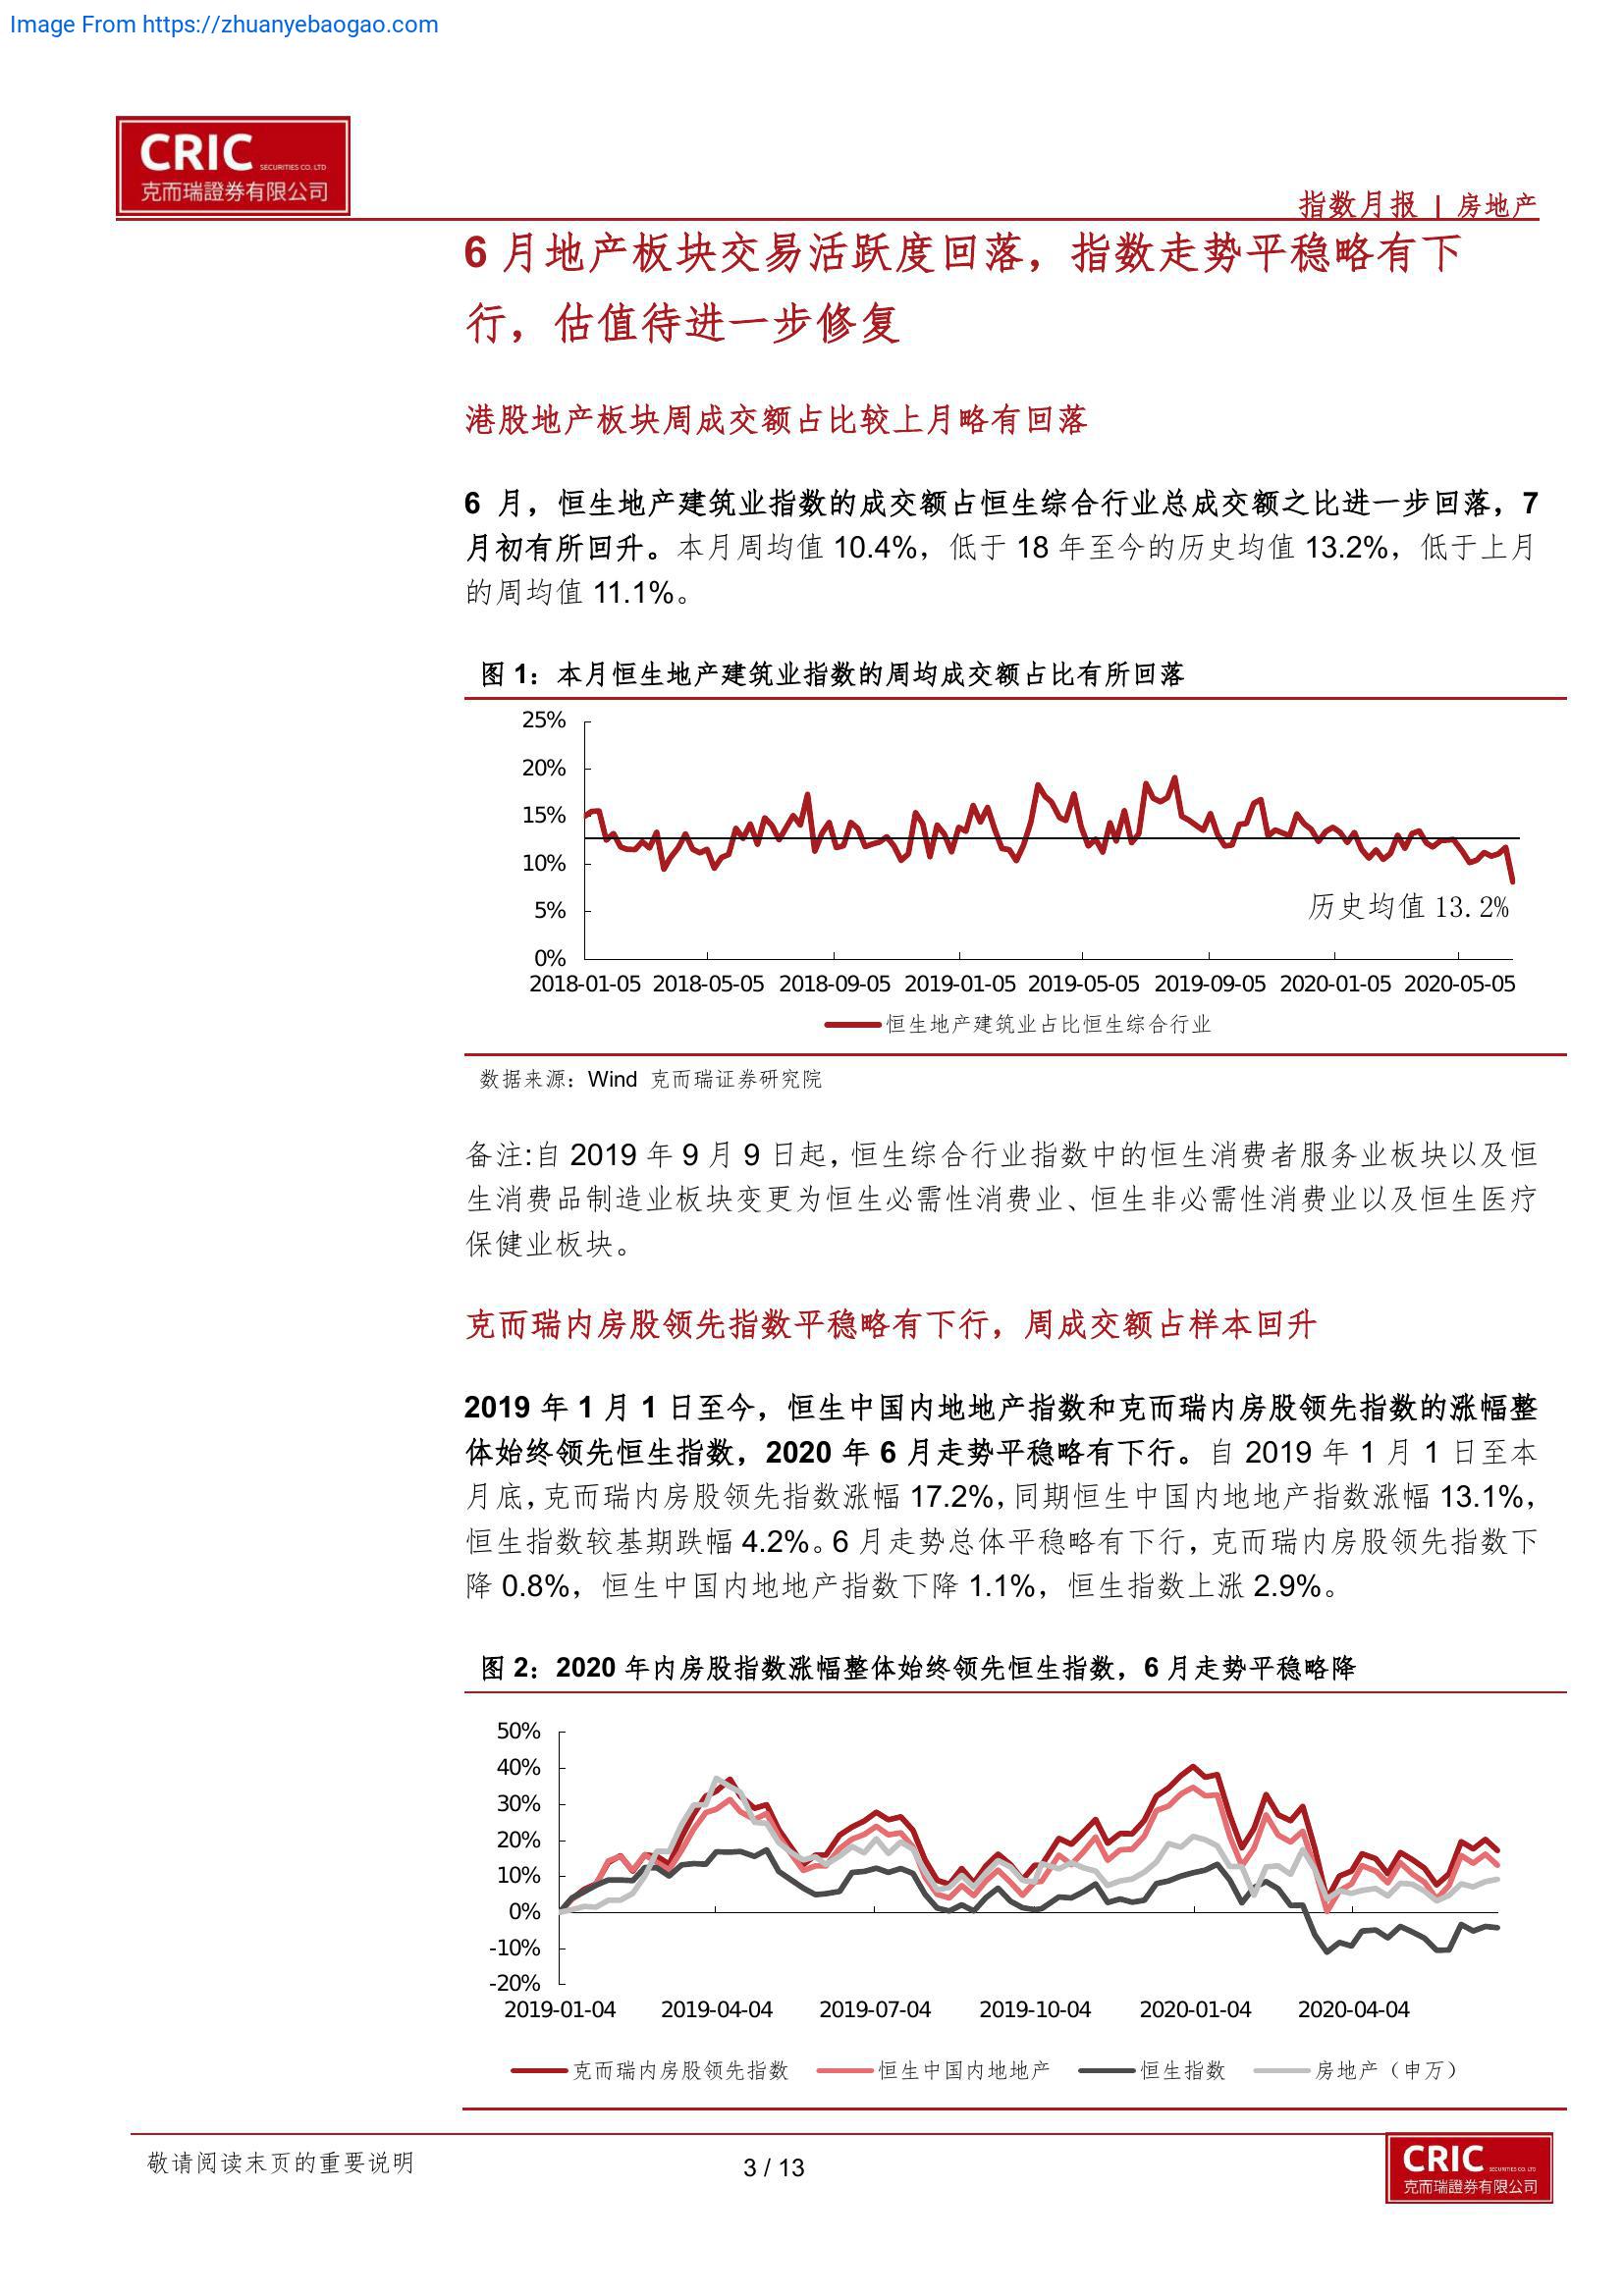 Image From https://zhuanyebaogao.com
CRIC SECURITIES CO. LTD
克而瑞證券有限公司
指数月报 | 房地产
6 月地产板块交易活跃度回落，指数走势平稳略有下
行，估值待进一步修复
港股地产板块周成交额占比较上月略有回落
6 月，恒生地产建筑业指数的成交额占恒生综合行业总成交额之比进一步回落，7
月初有所回升。本月周均值 10.4%，低于 18 年至今的历史均值 13.2%，低于上月
的周均值 11.1%。
图 1：本月恒生地产建筑业指数的周均成交额占比有所回落
25%
20%
15%
10%
5%
0%
历史均值 13.2%
2018-01-05 2018-05-05 2018-09-05 2019-01-05 2019-05-05 2019-09-05 2020-01-05 2020-05-05
恒生地产建筑业占比恒生综合行业
数据来源：Wind 克而瑞证券研究院
备注:自 2019 年 9 月 9 日起，恒生综合行业指数中的恒生消费者服务业板块以及恒
生消费品制造业板块变更为恒生必需性消费业、恒生非必需性消费业以及恒生医疗
保健业板块。
克而瑞内房股领先指数平稳略有下行，周成交额占样本回升
2019 年 1 月 1 日至今，恒生中国内地地产指数和克而瑞内房股领先指数的涨幅整
体始终领先恒生指数，2020 年 6 月走势平稳略有下行。自 2019 年 1 月 1 日至本
月底，克而瑞内房股领先指数涨幅 17.2%，同期恒生中国内地地产指数涨幅 13.1%，
恒生指数较基期跌幅 4.2%。6 月走势总体平稳略有下行，克而瑞内房股领先指数下
降 0.8%，恒生中国内地地产指数下降 1.1%，恒生指数上涨 2.9%。
图 2：2020 年内房股指数涨幅整体始终领先恒生指数，6 月走势平稳略降
50%
40%
30%
20%
10%
0%
-10%
-20%
2019-01-04 2019-04-04 2019-07-04 2019-10-04 2020-01-04 2020-04-04
克而瑞内房股领先指数 恒生中国内地地产 恒生指数 房地产（申万）
敬请阅读末页的重要说明
3 / 13
CRIC SECURITIES CO. LTD
克而瑞證券有限公司